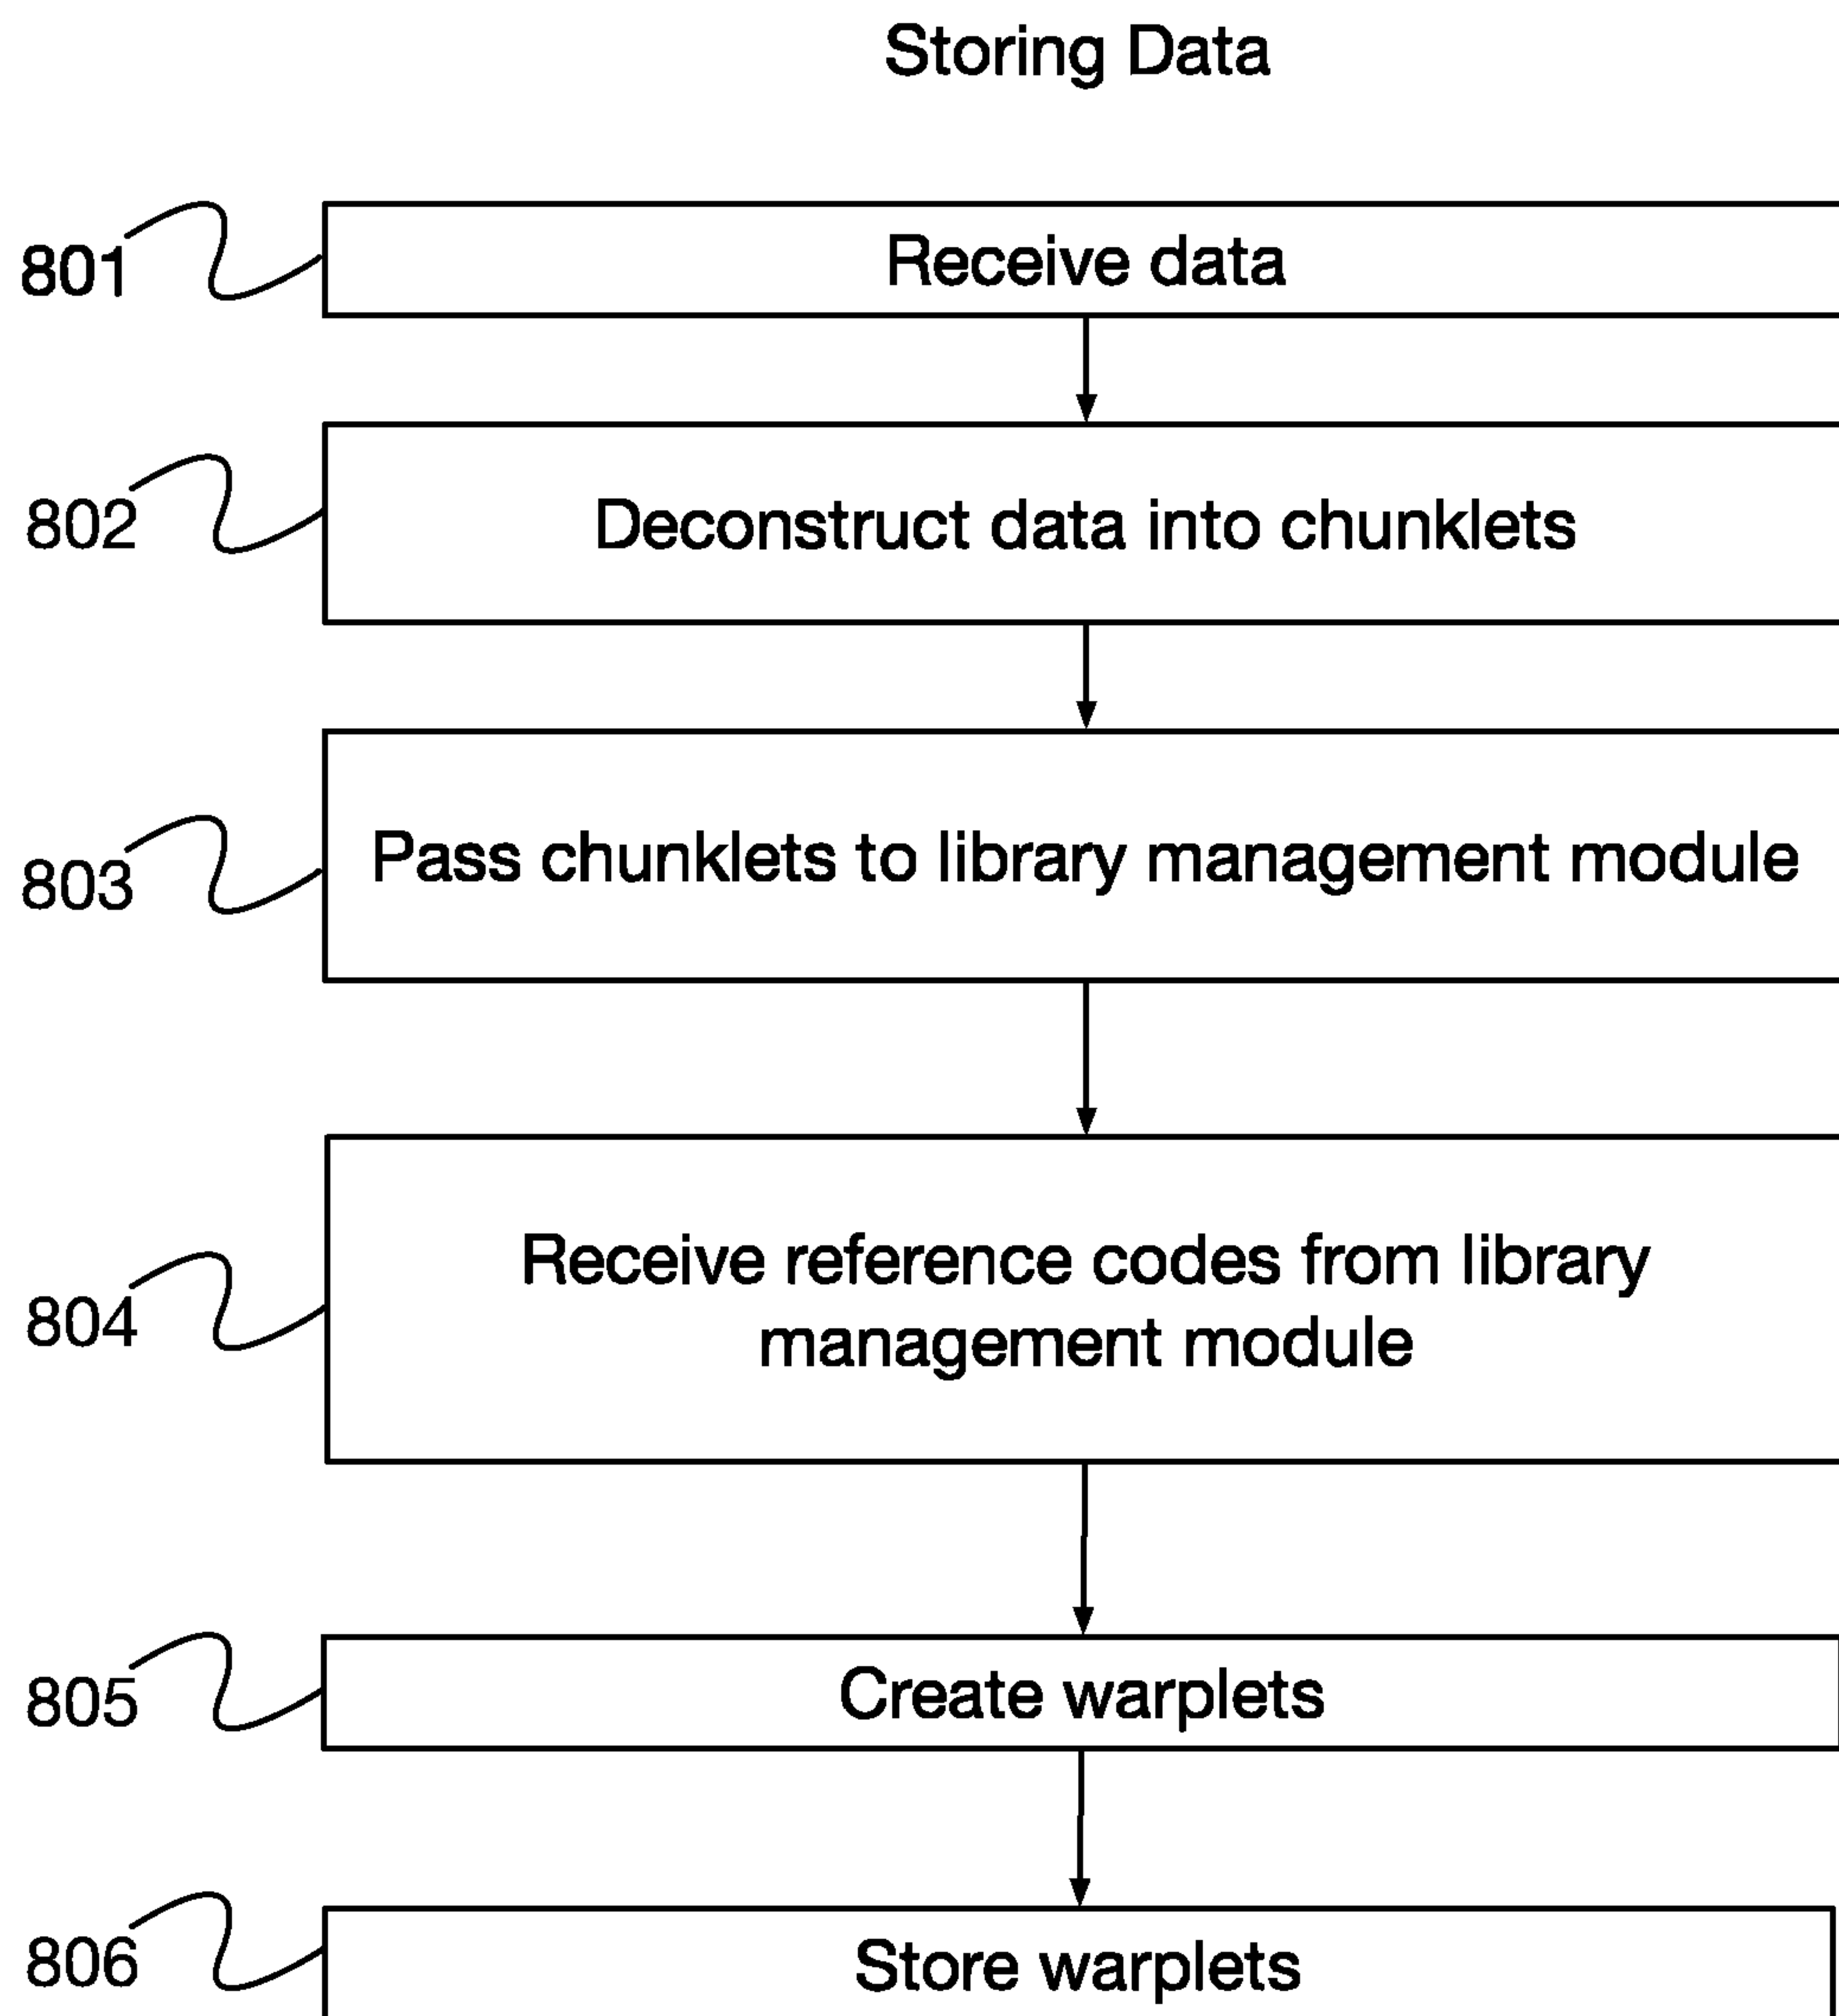 Storing Data
801
Receive data
802
Deconstruct data into chunklets
803
Pass chunklets to library management module
804
Receive reference codes from library
management module
805
Create warplets
806
Store warplets